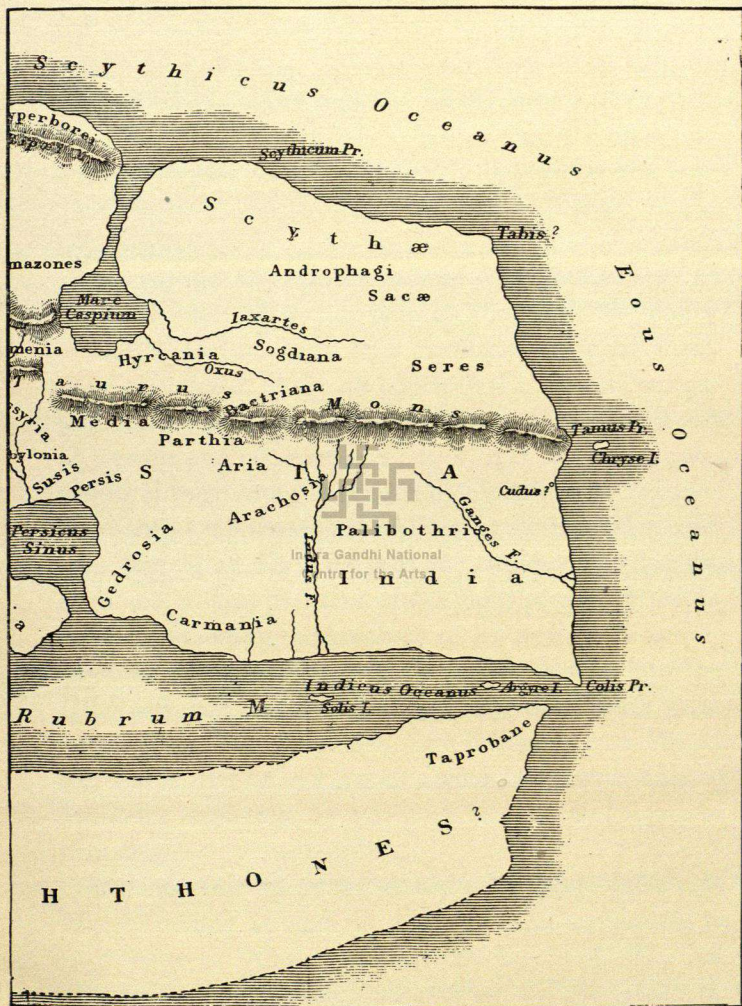 Scythicus Oceanus
yperborei
Scythicum Pr.
Scythæ
Tabis ?
Androphagi
Sacæ
mazones
Eous Oceanus
Mare
Caspium
Iaxartes
menia
Hyrcania
Sogdiana
Oxus
Seres
Taurus Mons
Bactriana
ssyria
Media
Tamus Pr.
Parthia
Chryse I.
bylonia
Susis
Persis
SIA
Aria
Cudus ?
Arachosia
Persicus
Sinus
Gedrosia
Palibothri
Ganges F.
Indus F.
Indira Gandhi National
Centre for the Arts
India
Carmania
a
Indicus Oceanus
Argyre I.
Colis Pr.
Solis I.
Rubrum M
Taprobane
HTHONES ?